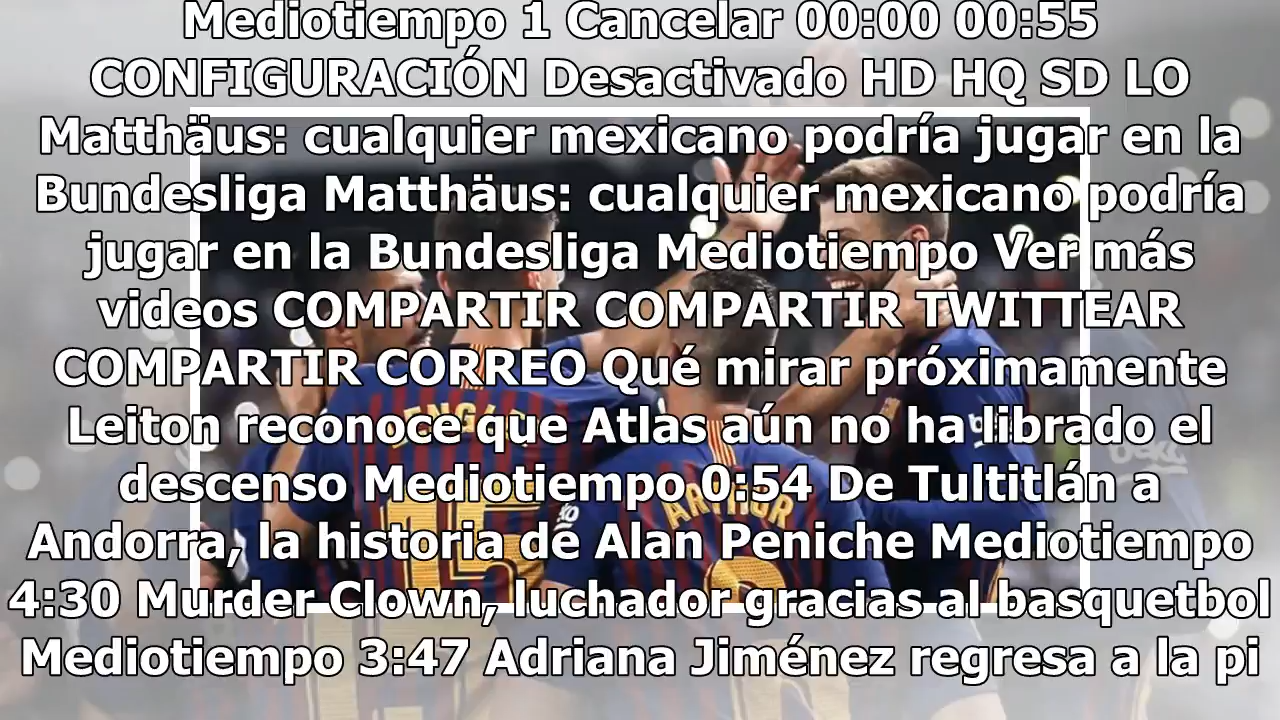 Mediotiempo 1 Cancelar 00:00 00:55
CONFIGURACIÓN Desactivado HD HQ SD LO
Matthäus: cualquier mexicano podría jugar en la
Bundesliga Matthäus: cualquier mexicano podría
jugar en la Bundesliga Mediotiempo Ver más
videos COMPARTIR COMPARTIR TWITTEAR
COMPARTIR CORREO Qué mirar próximamente
Leiton reconoce que Atlas aún no ha librado el
descenso Mediotiempo 0:54 De Tultitlán a
Andorra, la historia de Alan Peniche Mediotiempo
4:30 Murder Clown, luchador gracias al basquetbol
Mediotiempo 3:47 Adriana Jiménez regresa a la pi
LENGLET
15
ARTHUR
beko